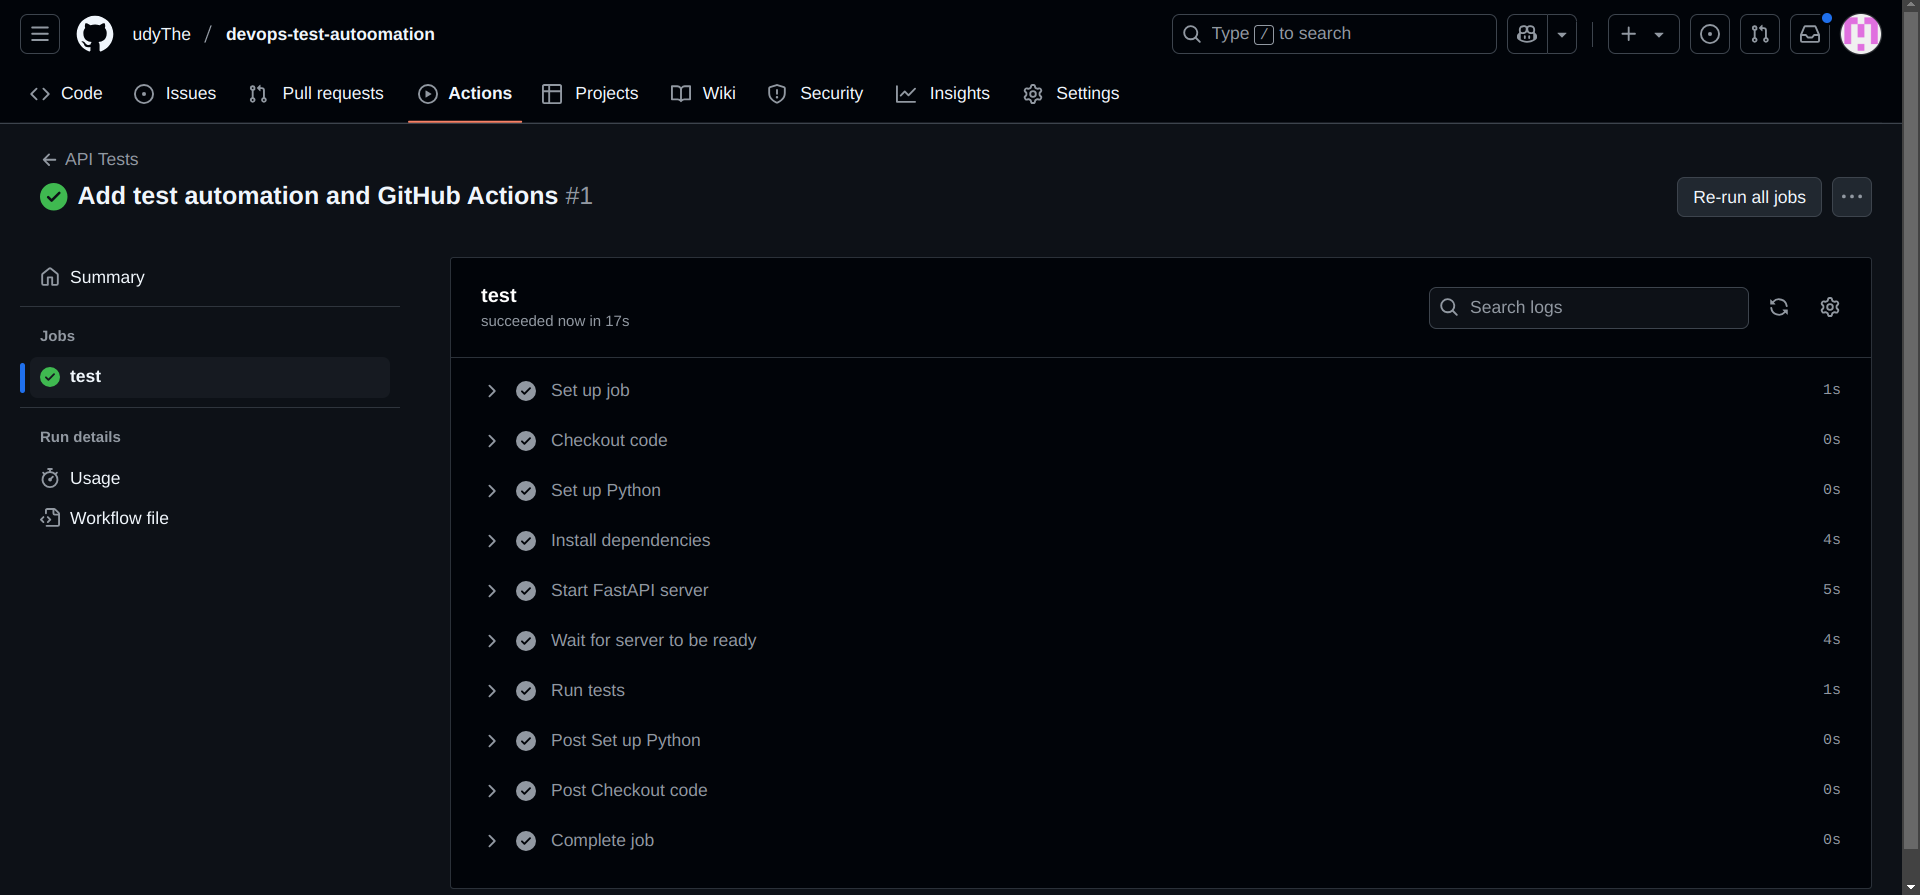 udyThe / devops-test-autoomation
Type / to search
Code Issues Pull requests Actions Projects Wiki Security Insights Settings
API Tests
Add test automation and GitHub Actions #1
Re-run all jobs
Summary
Jobs
test
Run details
Usage
Workflow file
test
succeeded now in 17s
Search logs
Set up job 1s
Checkout code 0s
Set up Python 0s
Install dependencies 4s
Start FastAPI server 5s
Wait for server to be ready 4s
Run tests 1s
Post Set up Python 0s
Post Checkout code 0s
Complete job 0s